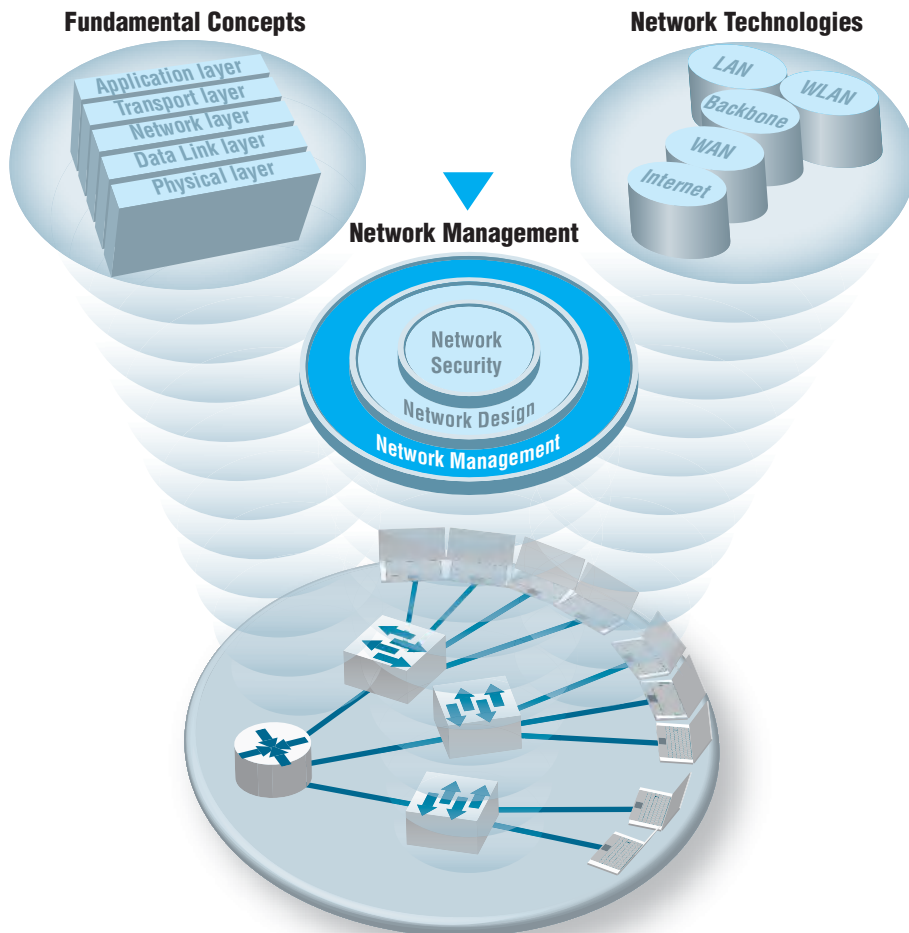 Fundamental Concepts
Application layer
Transport layer
Network layer
Data Link layer
Physical layer
Network Technologies
LAN
WLAN
Backbone
WAN
Internet
Network Management
Network
Security
Network Design
Network Management